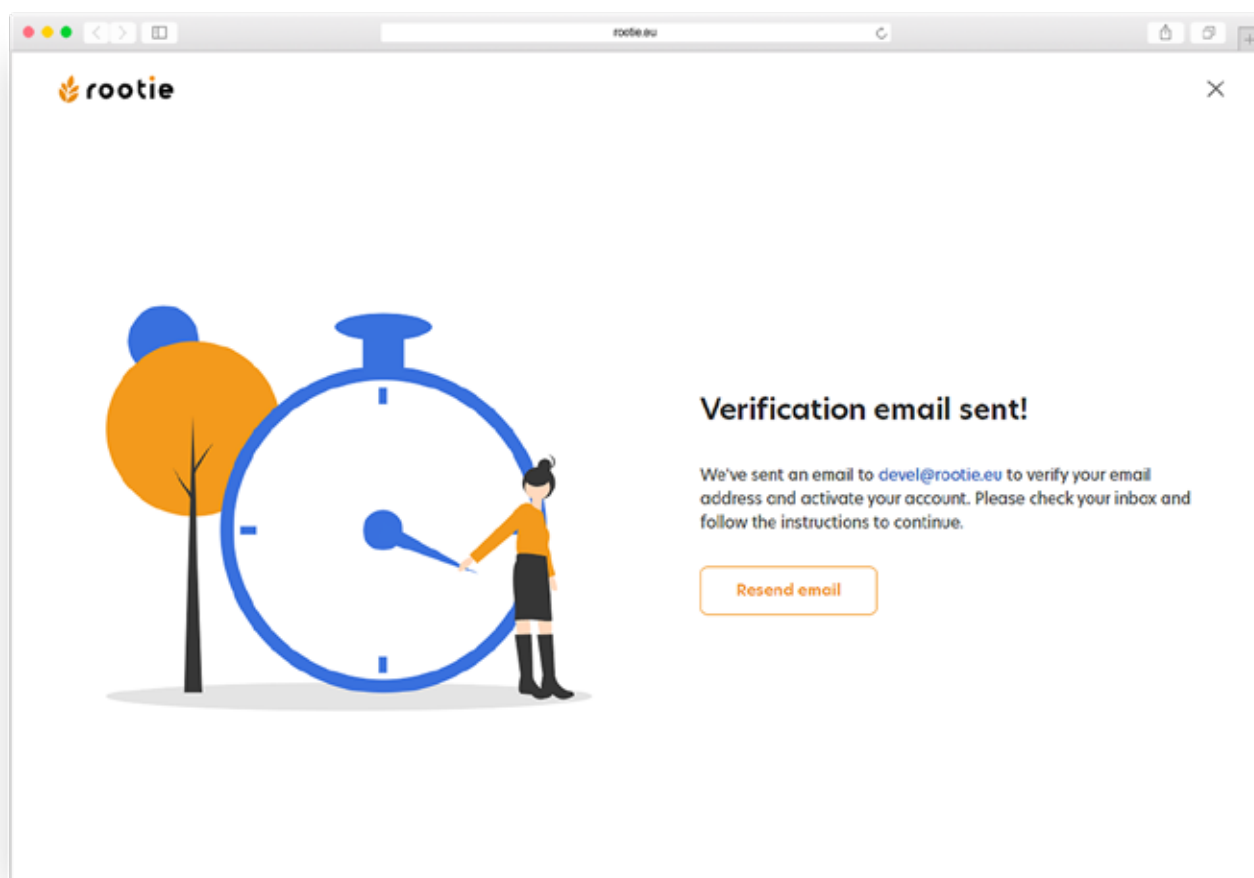 rootie.eu
rootie
Verification email sent!
We've sent an email to devel@rootie.eu to verify your email
address and activate your account. Please check your inbox and
follow the instructions to continue.
Resend email